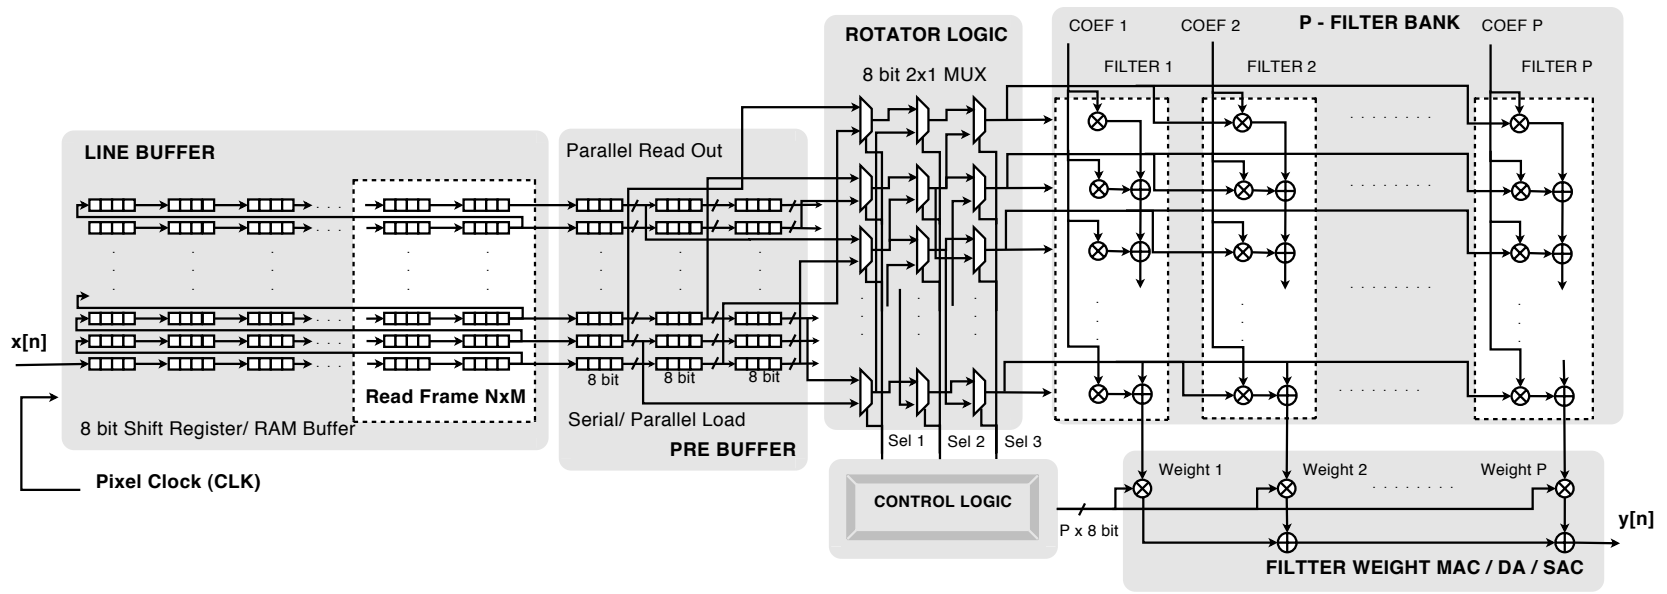 COEF 1
COEF 2
P - FILTER BANK
COEF P
ROTATOR LOGIC
8 bit 2x1 MUX
FILTER 1
FILTER 2
FILTER P
LINE BUFFER
Parallel Read Out
x[n]
8 bit
8 bit
8 bit
Read Frame NxM
8 bit Shift Register/ RAM Buffer
Serial/ Parallel Load
PRE BUFFER
Sel 1
Sel 2
Sel 3
Pixel Clock (CLK)
CONTROL LOGIC
Weight 1
Weight 2
Weight P
P x 8 bit
y[n]
FILTTER WEIGHT MAC / DA / SAC